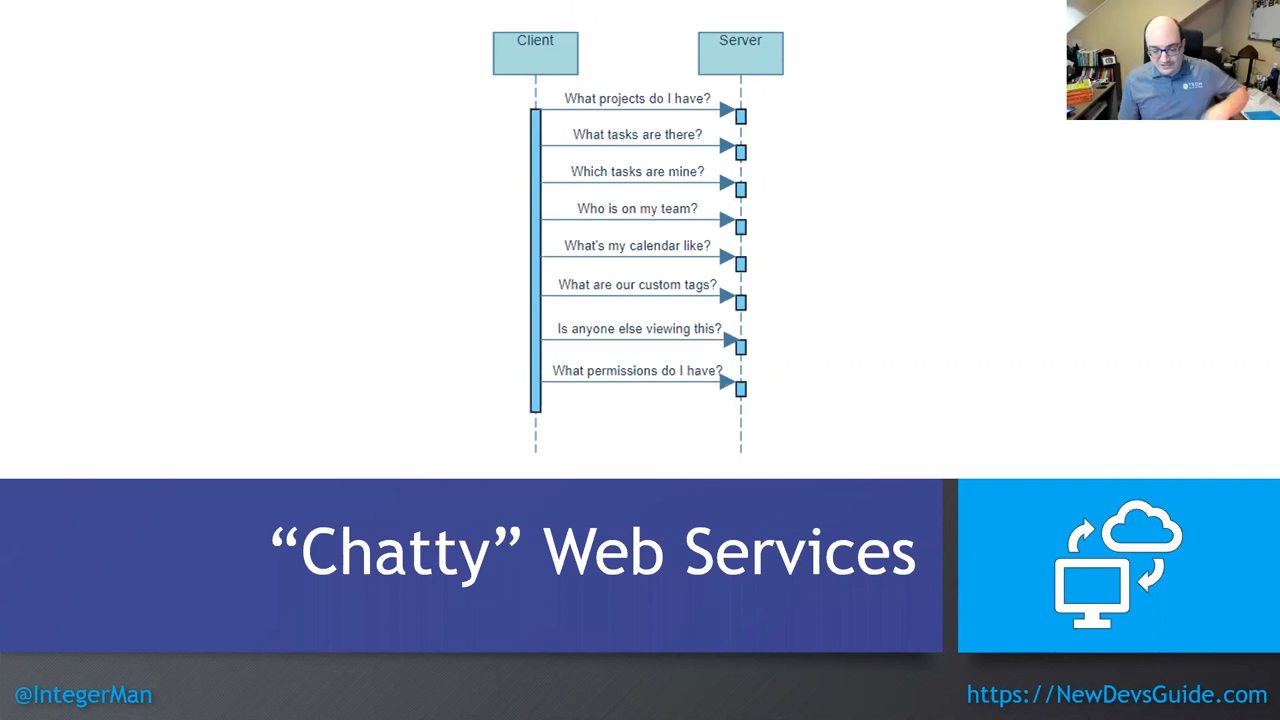 Client
Server
What projects do I have?
What tasks are there?
Which tasks are mine?
Who is on my team?
What's my calendar like?
What are our custom tags?
Is anyone else viewing this?
What permissions do I have?
“Chatty” Web Services
@IntegerMan
https://NewDevsGuide.com